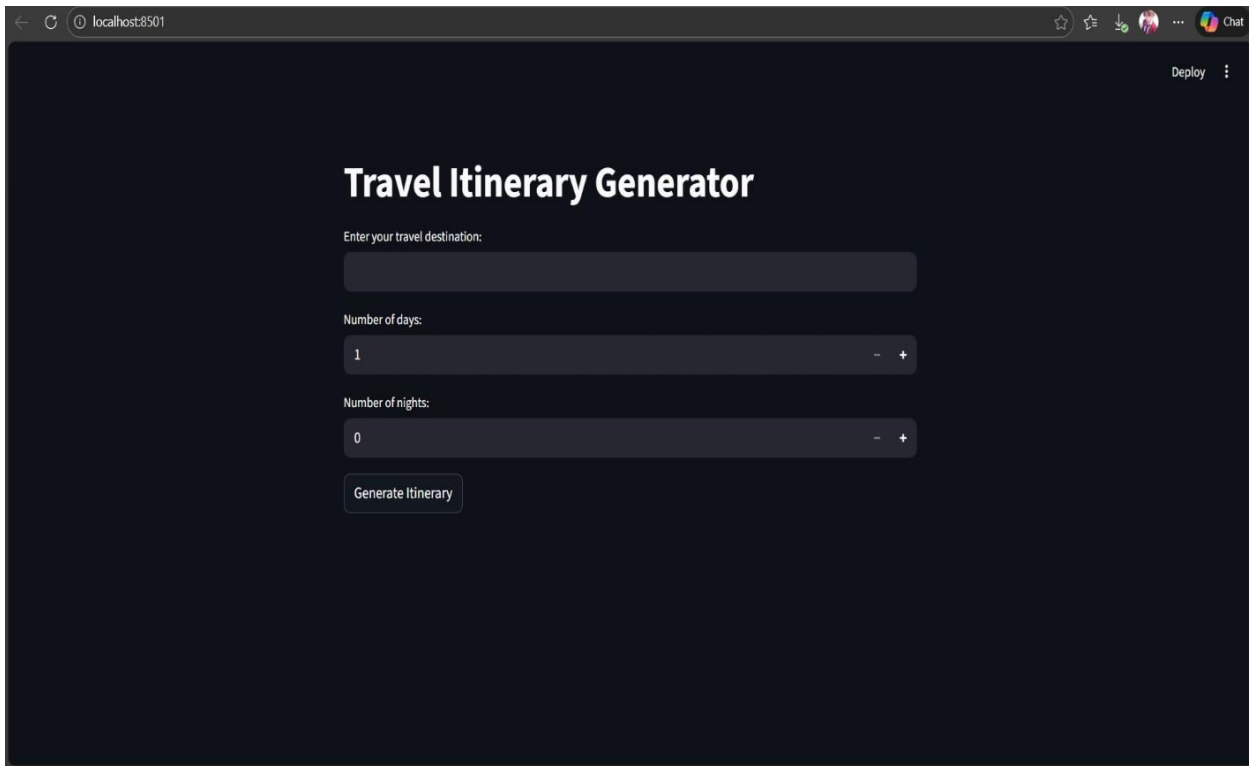 localhost:8501
Chat
Deploy
Travel Itinerary Generator
Enter your travel destination:
Number of days:
1
Number of nights:
0
Generate Itinerary